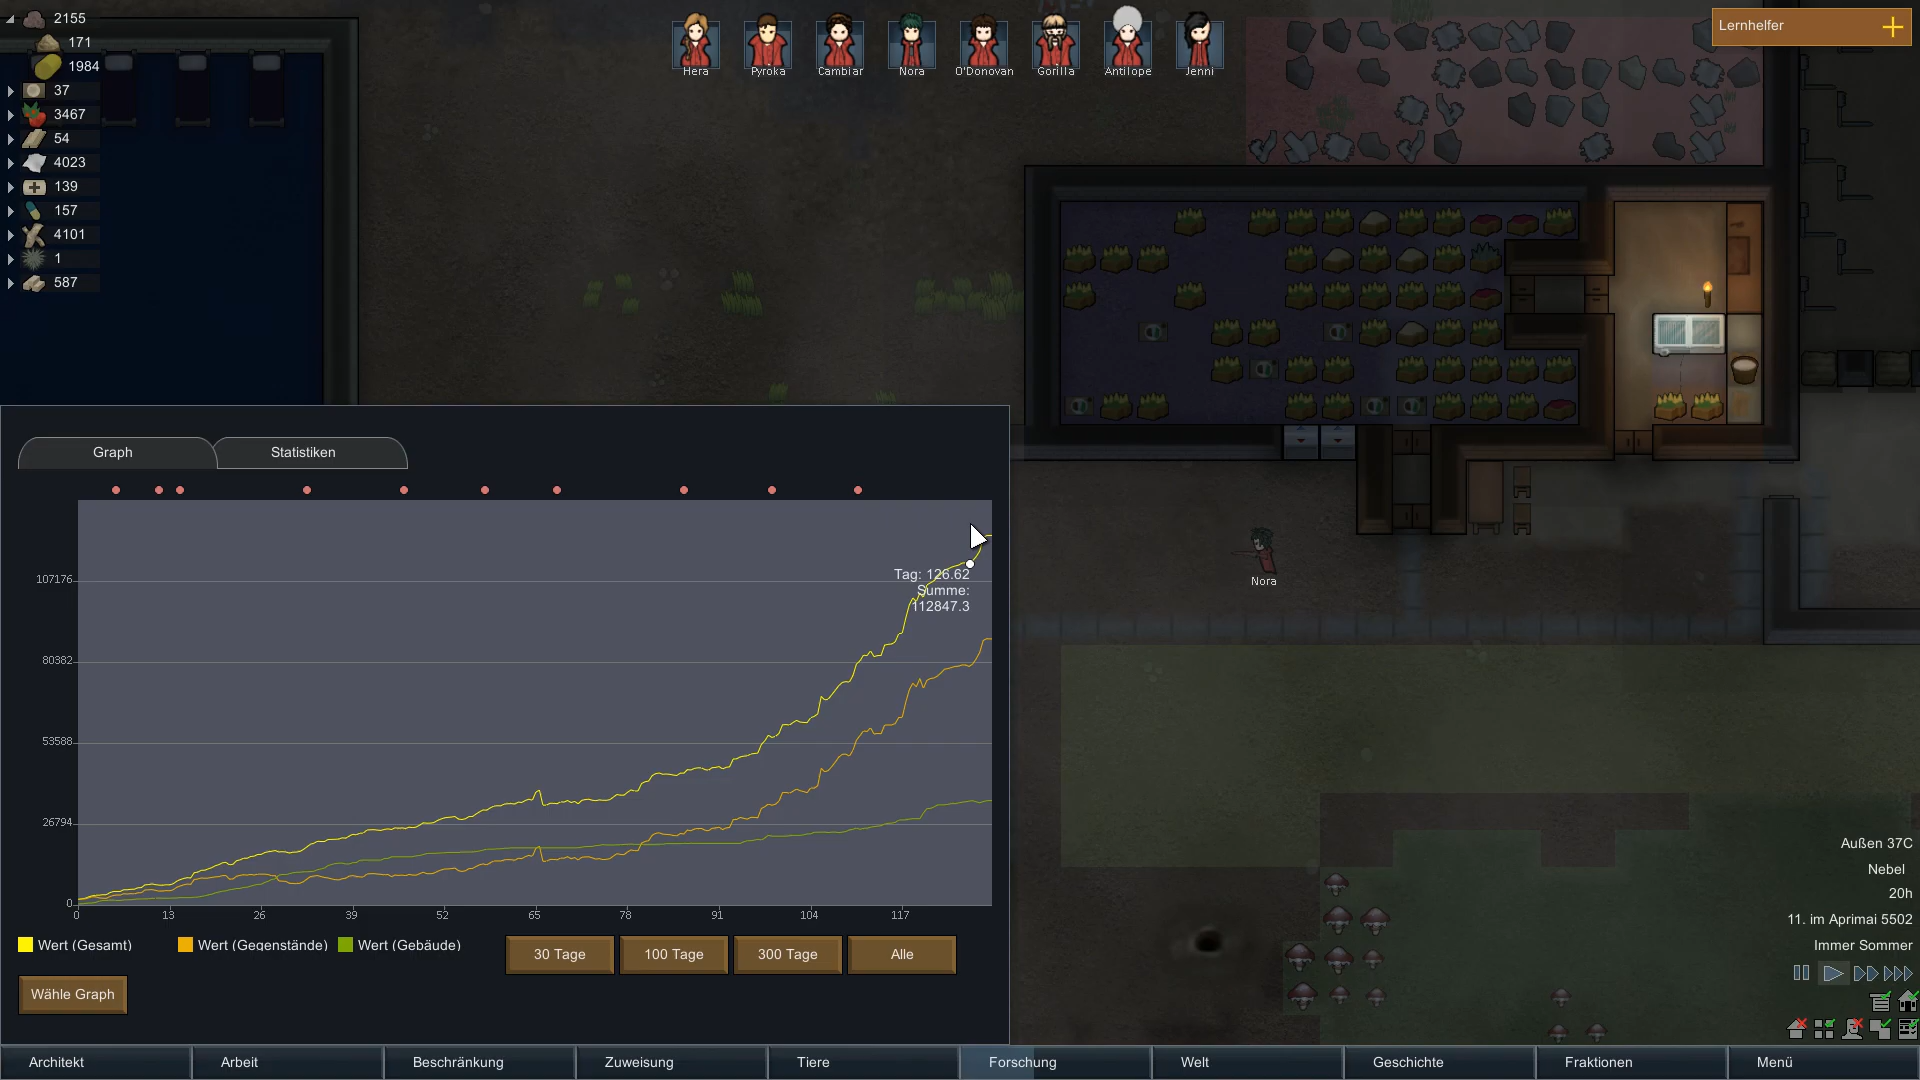 2155
171
1984
37
3467
54
4023
139
157
4101
1
587
Hera
Pyroka
Cambiar
Nora
O'Donovan
Gorilla
Antilope
Jenni
Lernhelfer
Nora
Graph
Statistiken
Tag: 126.62
Summe:
112847.3
107176
80382
53588
26794
0
0
13
26
39
52
65
78
91
104
117
Wert (Gesamt)
Wert (Gegenstände)
Wert (Gebäude)
30 Tage
100 Tage
300 Tage
Alle
Wähle Graph
Außen 37C
Nebel
20h
11. im Aprimai 5502
Immer Sommer
Architekt
Arbeit
Beschränkung
Zuweisung
Tiere
Forschung
Welt
Geschichte
Fraktionen
Menü